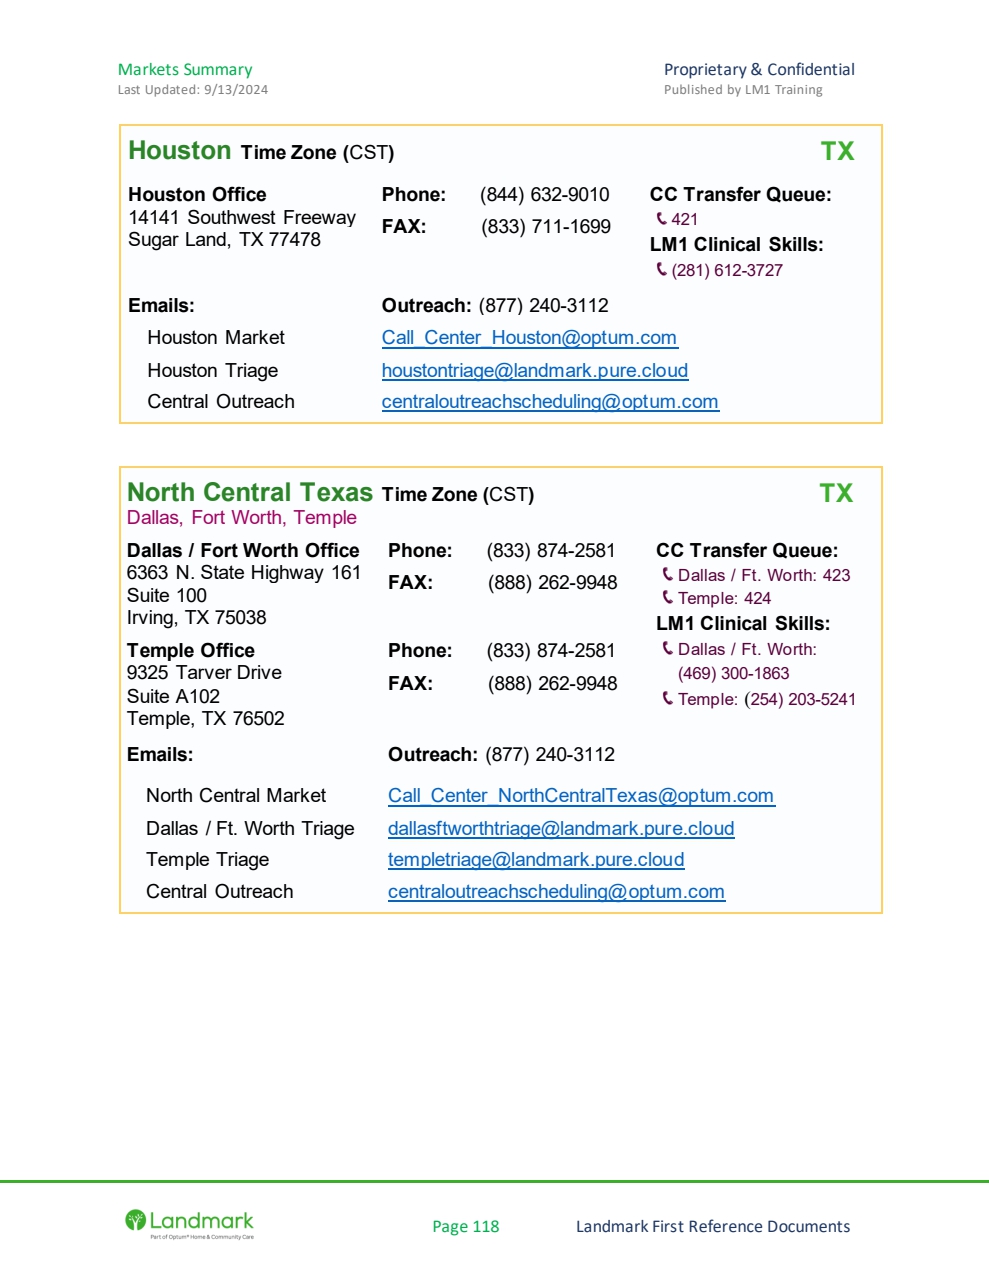 Markets Summary
Last Updated: 9/13/2024
Proprietary & Confidential
Published by LM1 Training
Houston Time Zone (CST) TX
Houston Office
14141 Southwest Freeway
Sugar Land, TX 77478
Phone: (844) 632-9010
FAX: (833) 711-1699
CC Transfer Queue:
421
LM1 Clinical Skills:
(281) 612-3727
Emails: Outreach: (877) 240-3112
Houston Market Call_Center_Houston@optum.com
Houston Triage houstontriage@landmark.pure.cloud
Central Outreach centraloutreachscheduling@optum.com
North Central Texas Time Zone (CST) TX
Dallas, Fort Worth, Temple
Dallas / Fort Worth Office
6363 N. State Highway 161
Suite 100
Irving, TX 75038
Phone: (833) 874-2581
FAX: (888) 262-9948
Temple Office
9325 Tarver Drive
Suite A102
Temple, TX 76502
Phone: (833) 874-2581
FAX: (888) 262-9948
CC Transfer Queue:
Dallas / Ft. Worth: 423
Temple: 424
LM1 Clinical Skills:
Dallas / Ft. Worth:
(469) 300-1863
Temple: (254) 203-5241
Emails: Outreach: (877) 240-3112
North Central Market Call_Center_NorthCentralTexas@optum.com
Dallas / Ft. Worth Triage dallasftworthtriage@landmark.pure.cloud
Temple Triage templetriage@landmark.pure.cloud
Central Outreach centraloutreachscheduling@optum.com
Landmark
Part of Optum® Home & Community Care
Page 118
Landmark First Reference Documents